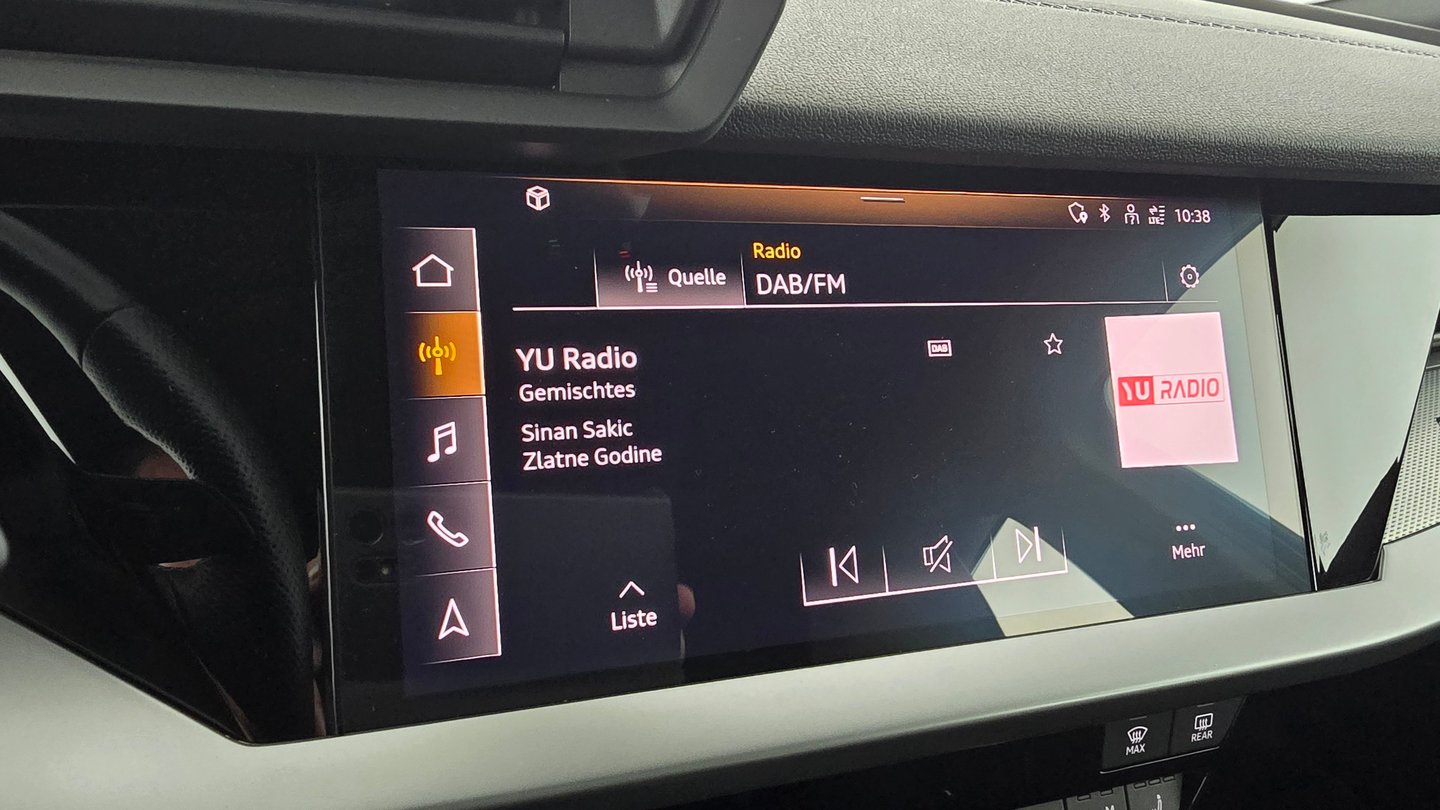 LTE
10:38
Radio
Quelle
DAB/FM
YU Radio
DAB
Gemischtes
YU RADIO
Sinan Sakic
Zlatne Godine
Mehr
Liste
MAX
REAR